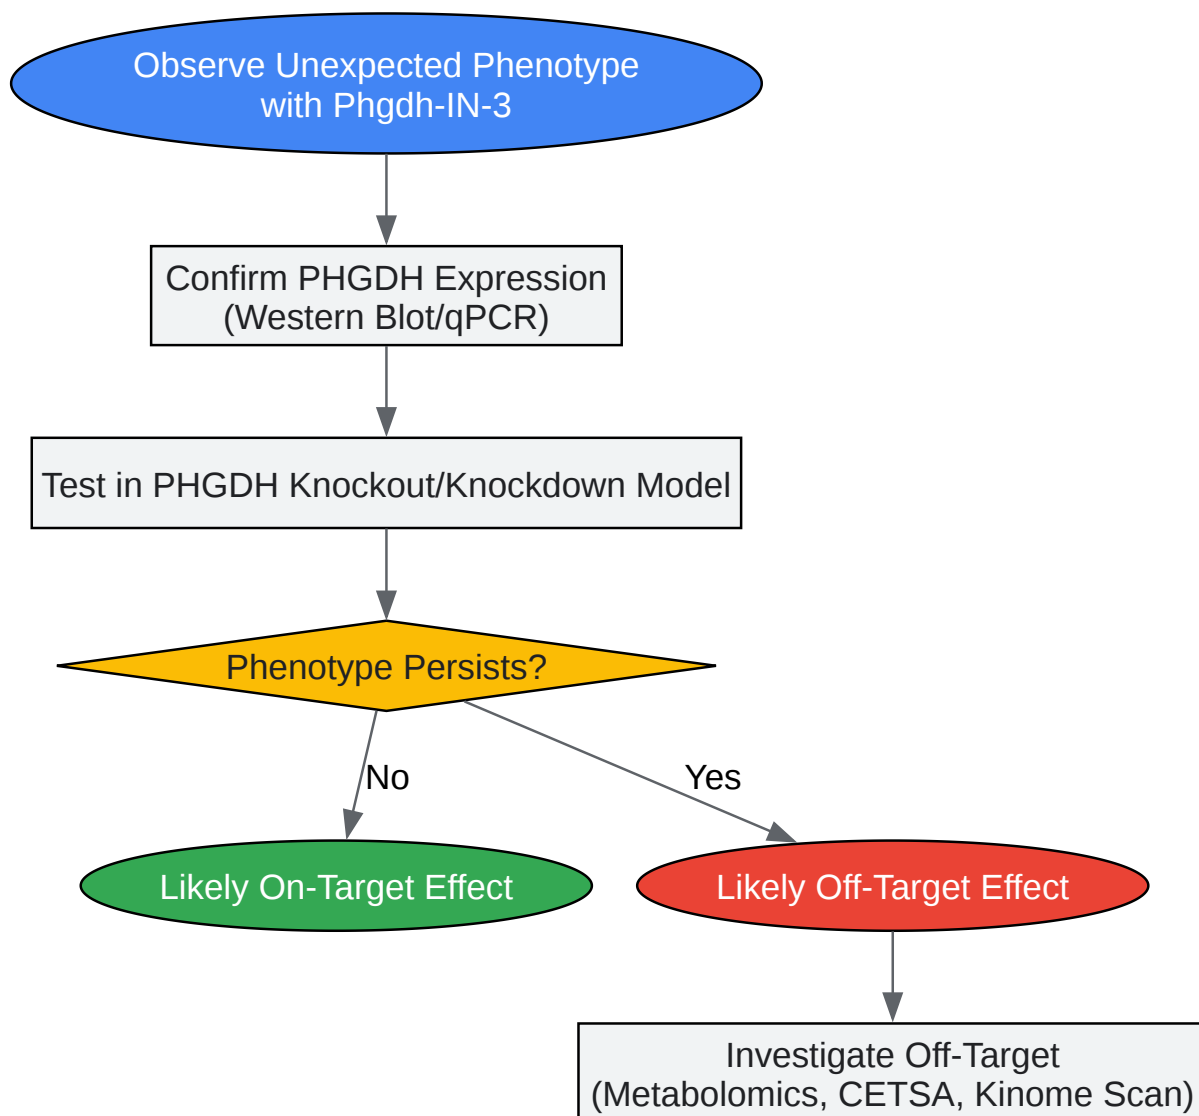 Observe Unexpected Phenotype
with Phgdh-IN-3
Confirm PHGDH Expression
(Western Blot/qPCR)
Test in PHGDH Knockout/Knockdown Model
Phenotype Persists?
No
Yes
Likely On-Target Effect
Likely Off-Target Effect
Investigate Off-Target
(Metabolomics, CETSA, Kinome Scan)